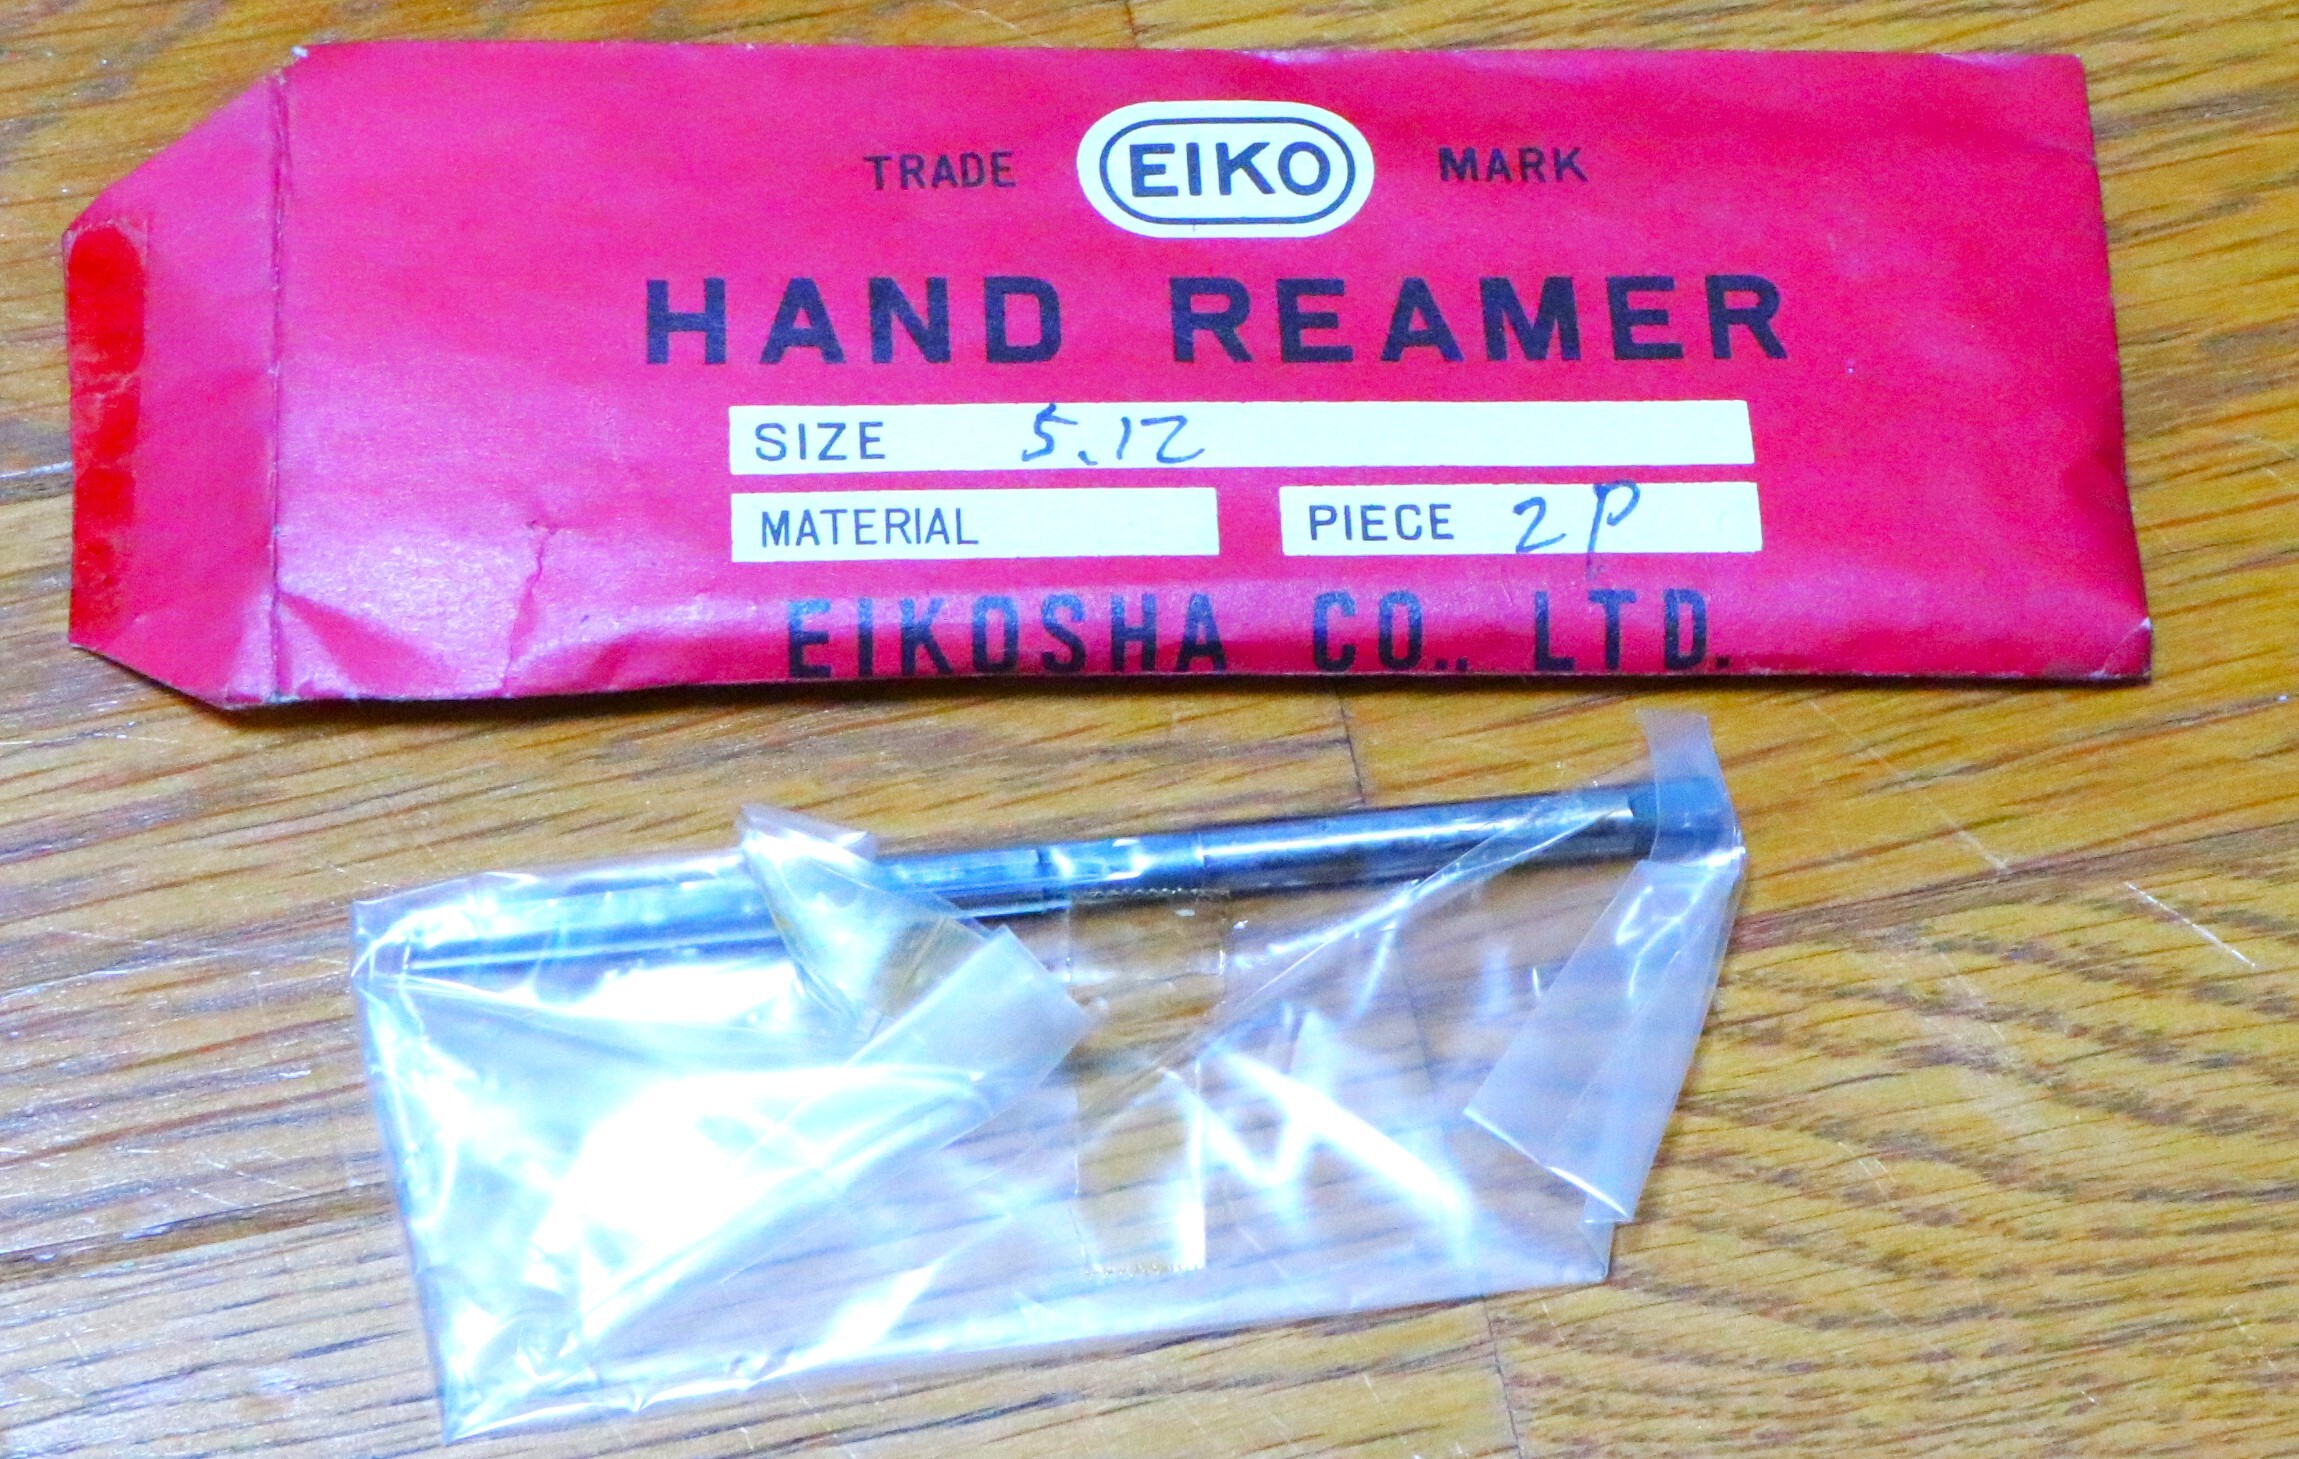 TRADE EIKO MARK
HAND REAMER
SIZE 5.12
MATERIAL PIECE 2P
EIKOSHA CO., LTD.